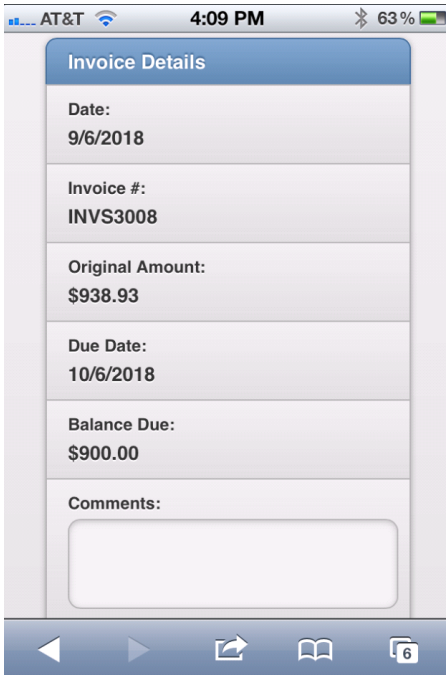 AT&T 4:09 PM 63%
Invoice Details
Date:
9/6/2018
Invoice #:
INVS3008
Original Amount:
$938.93
Due Date:
10/6/2018
Balance Due:
$900.00
Comments:
6